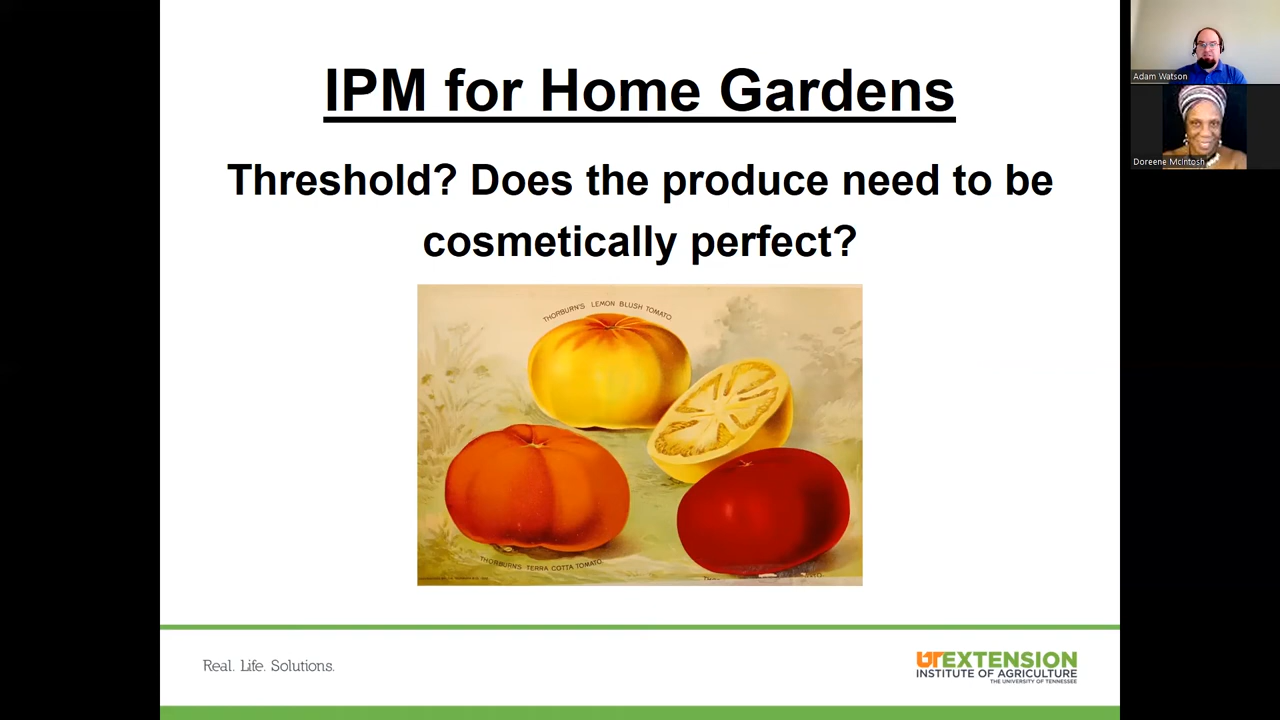 IPM for Home Gardens
Threshold? Does the produce need to be
cosmetically perfect?
THORBURN'S LEMON BLUSH TOMATO
THORBURN'S TERRA COTTA TOMATO
Real. Life. Solutions.
UTEXTENSION
INSTITUTE OF AGRICULTURE
THE UNIVERSITY OF TENNESSEE
Adam Watson
Doreene McIntosh